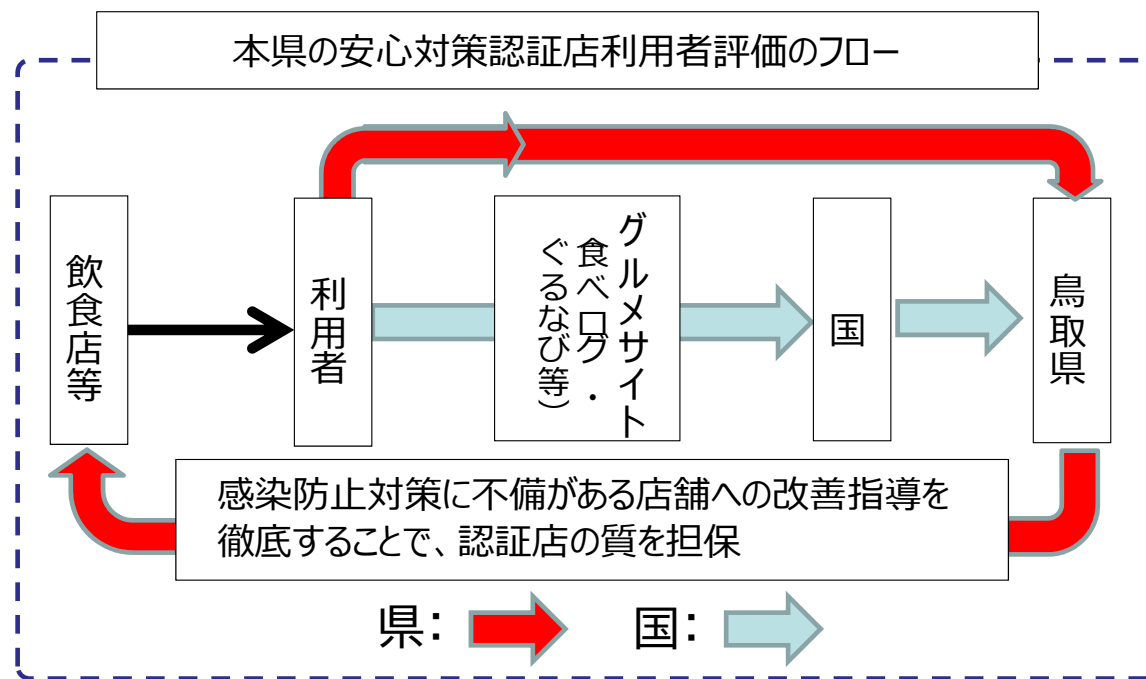 本県の安心対策認証店利用者評価のフロー
飲食店等
利用者
グルメサイト
食べログ・
ぐるなび等）
国
鳥取県
感染防止対策に不備がある店舗への改善指導を
徹底することで、認証店の質を担保
県： 国：